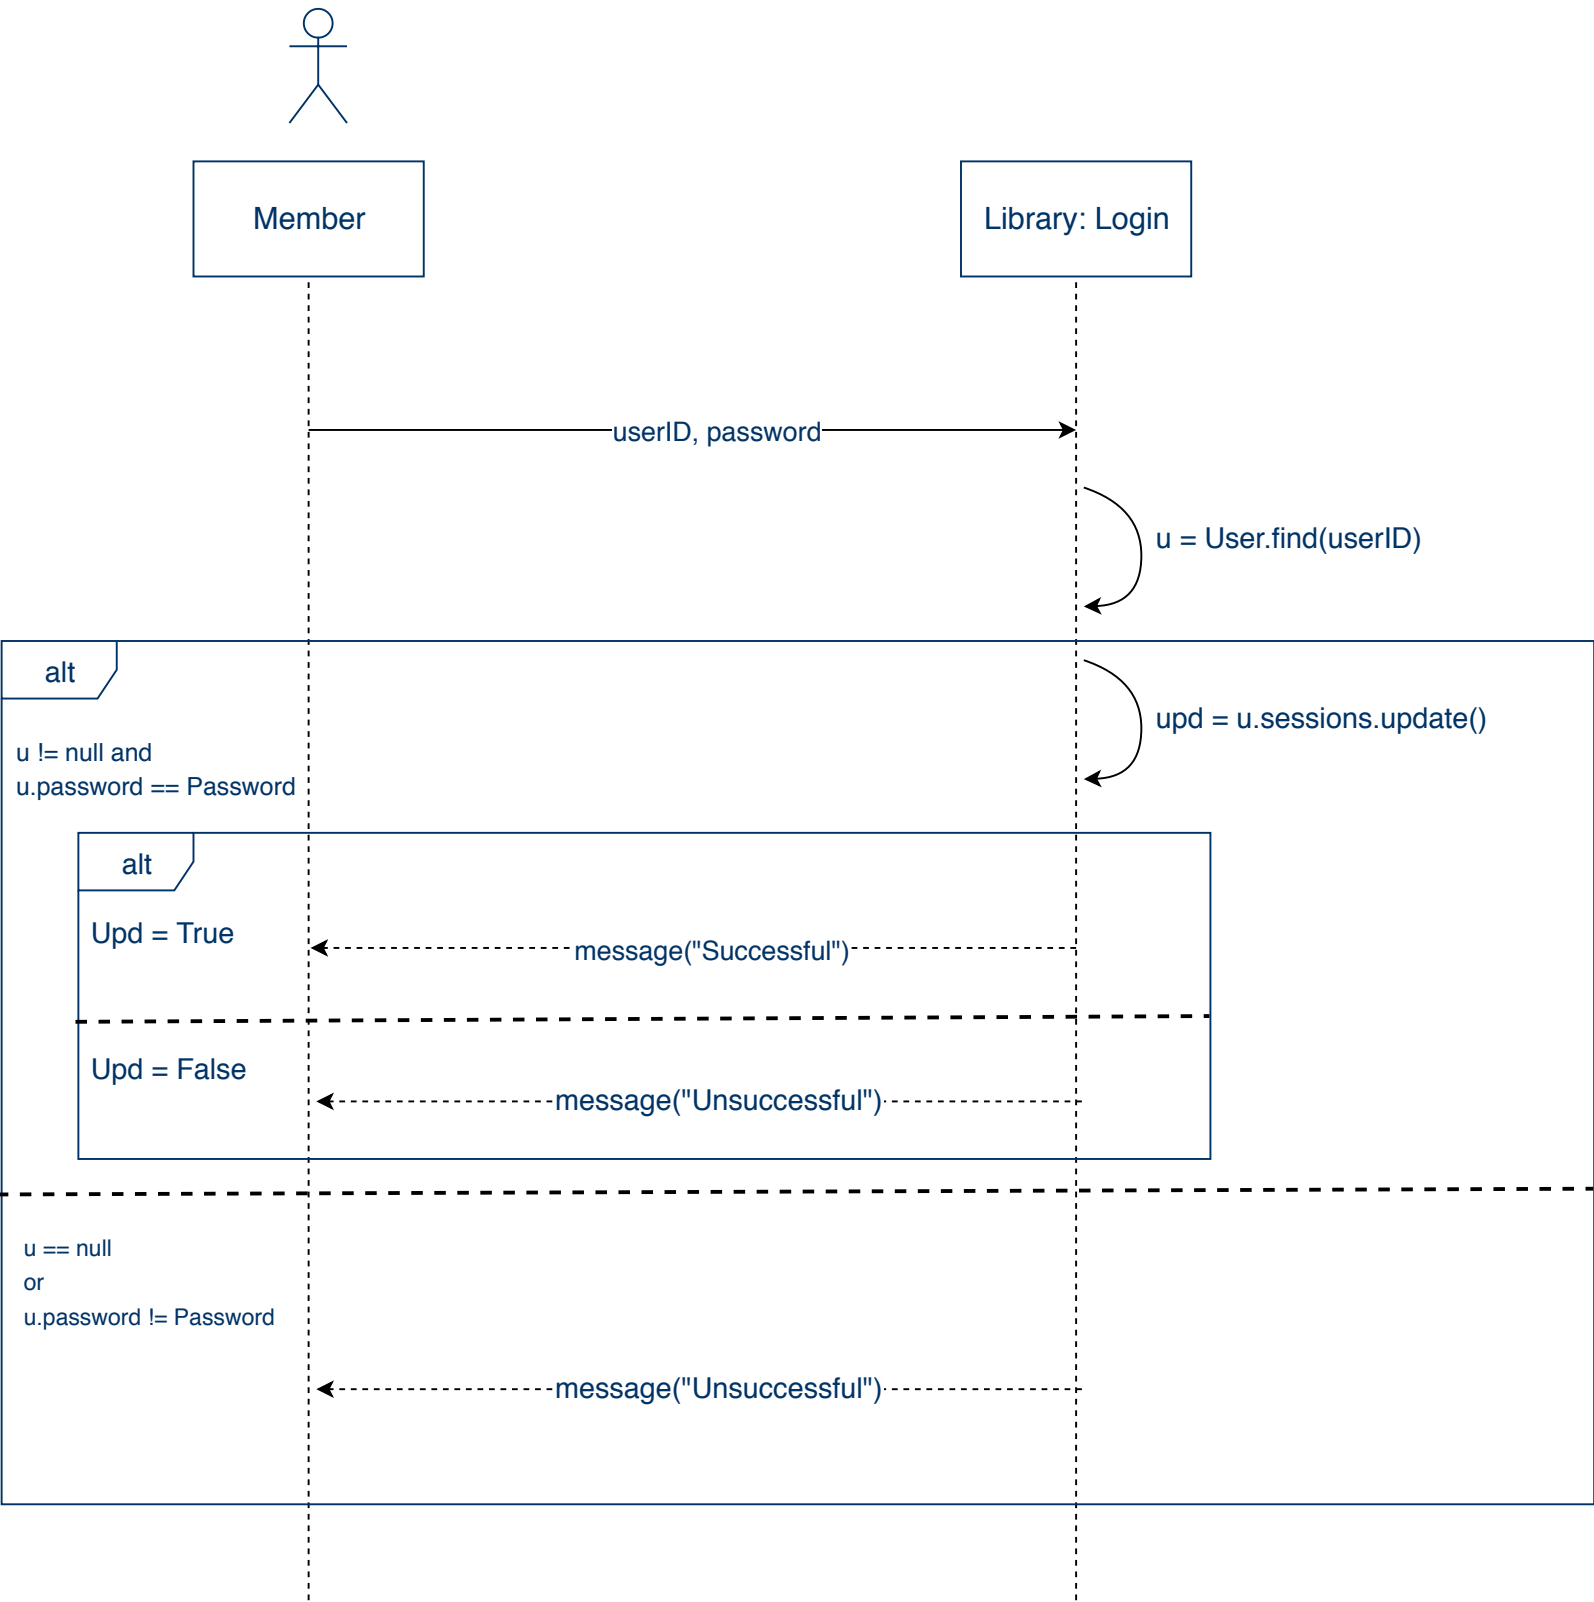 Member
Library: Login
userID, password
u = User.find(userID)
alt
upd = u.sessions.update()
u != null and
u.password == Password
alt
Upd = True
message("Successful")
Upd = False
message("Unsuccessful")
u == null
or
u.password != Password
message("Unsuccessful")